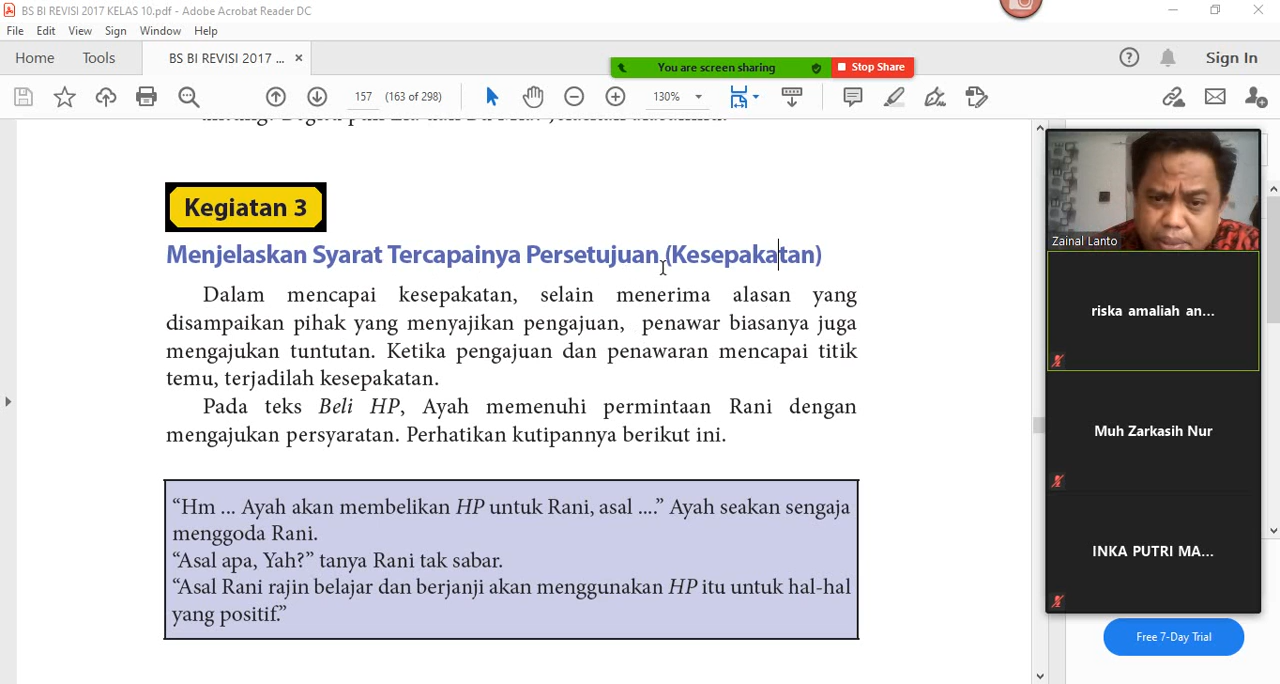 BS BI REVISI 2017 KELAS 10.pdf - Adobe Acrobat Reader DC
File Edit View Sign Window Help
Home Tools BS BI REVISI 2017 ... ×
Sign In
You are screen sharing Stop Share
157 (163 of 298) 130%
Kegiatan 3
Menjelaskan Syarat Tercapainya Persetujuan (Kesepakatan)
Dalam mencapai kesepakatan, selain menerima alasan yang
disampaikan pihak yang menyajikan pengajuan, penawar biasanya juga
mengajukan tuntutan. Ketika pengajuan dan penawaran mencapai titik
temu, terjadilah kesepakatan.
Pada teks Beli HP, Ayah memenuhi permintaan Rani dengan
mengajukan persyaratan. Perhatikan kutipannya berikut ini.
“Hm ... Ayah akan membelikan HP untuk Rani, asal ....” Ayah seakan sengaja
menggoda Rani.
“Asal apa, Yah?” tanya Rani tak sabar.
“Asal Rani rajin belajar dan berjanji akan menggunakan HP itu untuk hal-hal
yang positif.”
Zainal Lanto
riska amaliah an...
Muh Zarkasih Nur
INKA PUTRI MA...
Free 7-Day Trial